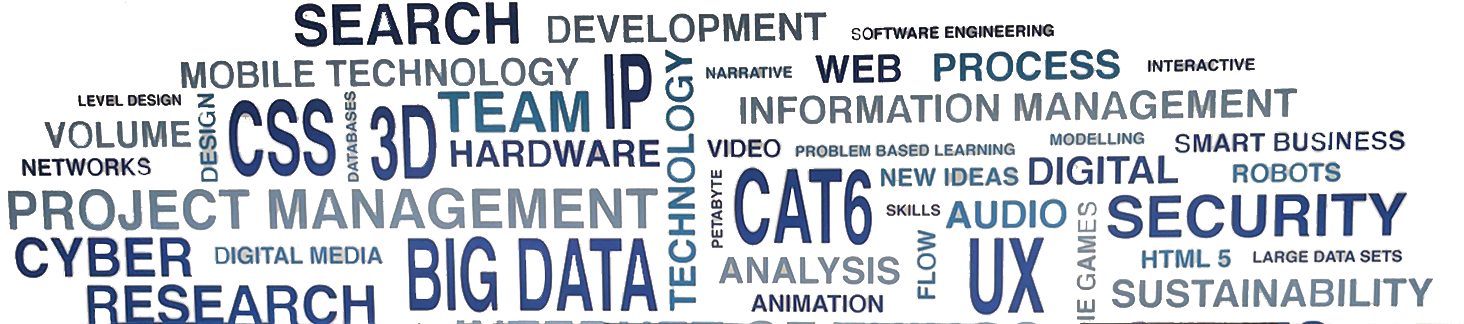 SEARCH
DEVELOPMENT
SOFTWARE ENGINEERING
MOBILE TECHNOLOGY
IP
TECHNOLOGY
NARRATIVE
WEB
PROCESS
INTERACTIVE
LEVEL DESIGN
DESIGN
CSS
DATABASES
3D
TEAM
INFORMATION MANAGEMENT
VOLUME
HARDWARE
VIDEO
PROBLEM BASED LEARNING
MODELLING
SMART BUSINESS
NETWORKS
PETABYTE
CAT6
NEW IDEAS
DIGITAL
ROBOTS
PROJECT MANAGEMENT
SKILLS
AUDIO
SECURITY
CYBER
DIGITAL MEDIA
BIG DATA
ANALYSIS
FLOW
UX
GAMES
HTML 5
LARGE DATA SETS
RESEARCH
ANIMATION
SUSTAINABILITY